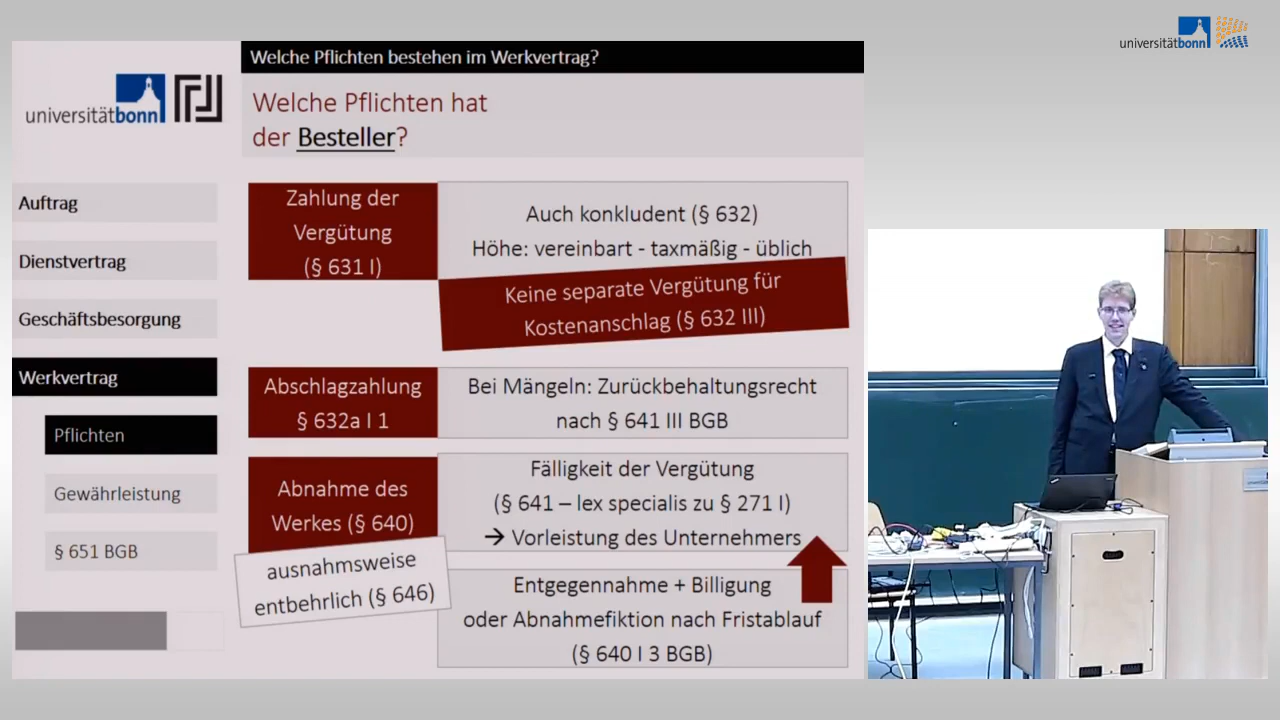 universitätbonn
Welche Pflichten bestehen im Werkvertrag?
universitätbonn
Welche Pflichten hat
der Besteller?
Auftrag
Dienstvertrag
Geschäftsbesorgung
Werkvertrag
Pflichten
Gewährleistung
§ 651 BGB
Zahlung der
Vergütung
(§ 631 I)
Auch konkludent (§ 632)
Höhe: vereinbart - taxmäßig - üblich
Keine separate Vergütung für
Kostenanschlag (§ 632 III)
Abschlagzahlung
§ 632a I 1
Bei Mängeln: Zurückbehaltungsrecht
nach § 641 III BGB
Abnahme des
Werkes (§ 640)
ausnahmsweise
entbehrlich (§ 646)
Fälligkeit der Vergütung
(§ 641 – lex specialis zu § 271 I)
→ Vorleistung des Unternehmers
Entgegennahme + Billigung
oder Abnahmefiktion nach Fristablauf
(§ 640 I 3 BGB)